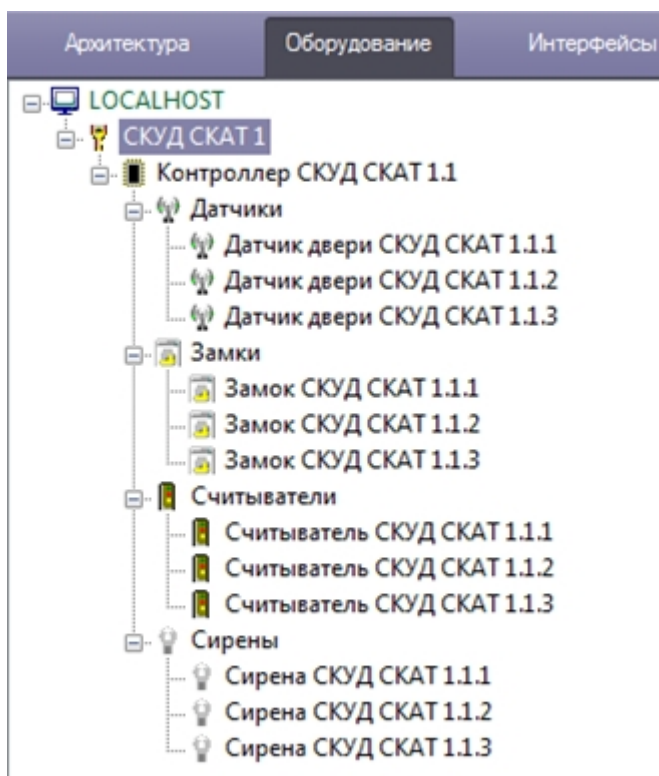 Архитектура Оборудование Интерфейсы
LOCALHOST
СКУД СКАТ 1
Контроллер СКУД СКАТ 1.1
Датчики
Датчик двери СКУД СКАТ 1.1.1
Датчик двери СКУД СКАТ 1.1.2
Датчик двери СКУД СКАТ 1.1.3
Замки
Замок СКУД СКАТ 1.1.1
Замок СКУД СКАТ 1.1.2
Замок СКУД СКАТ 1.1.3
Считыватели
Считыватель СКУД СКАТ 1.1.1
Считыватель СКУД СКАТ 1.1.2
Считыватель СКУД СКАТ 1.1.3
Сирены
Сирена СКУД СКАТ 1.1.1
Сирена СКУД СКАТ 1.1.2
Сирена СКУД СКАТ 1.1.3